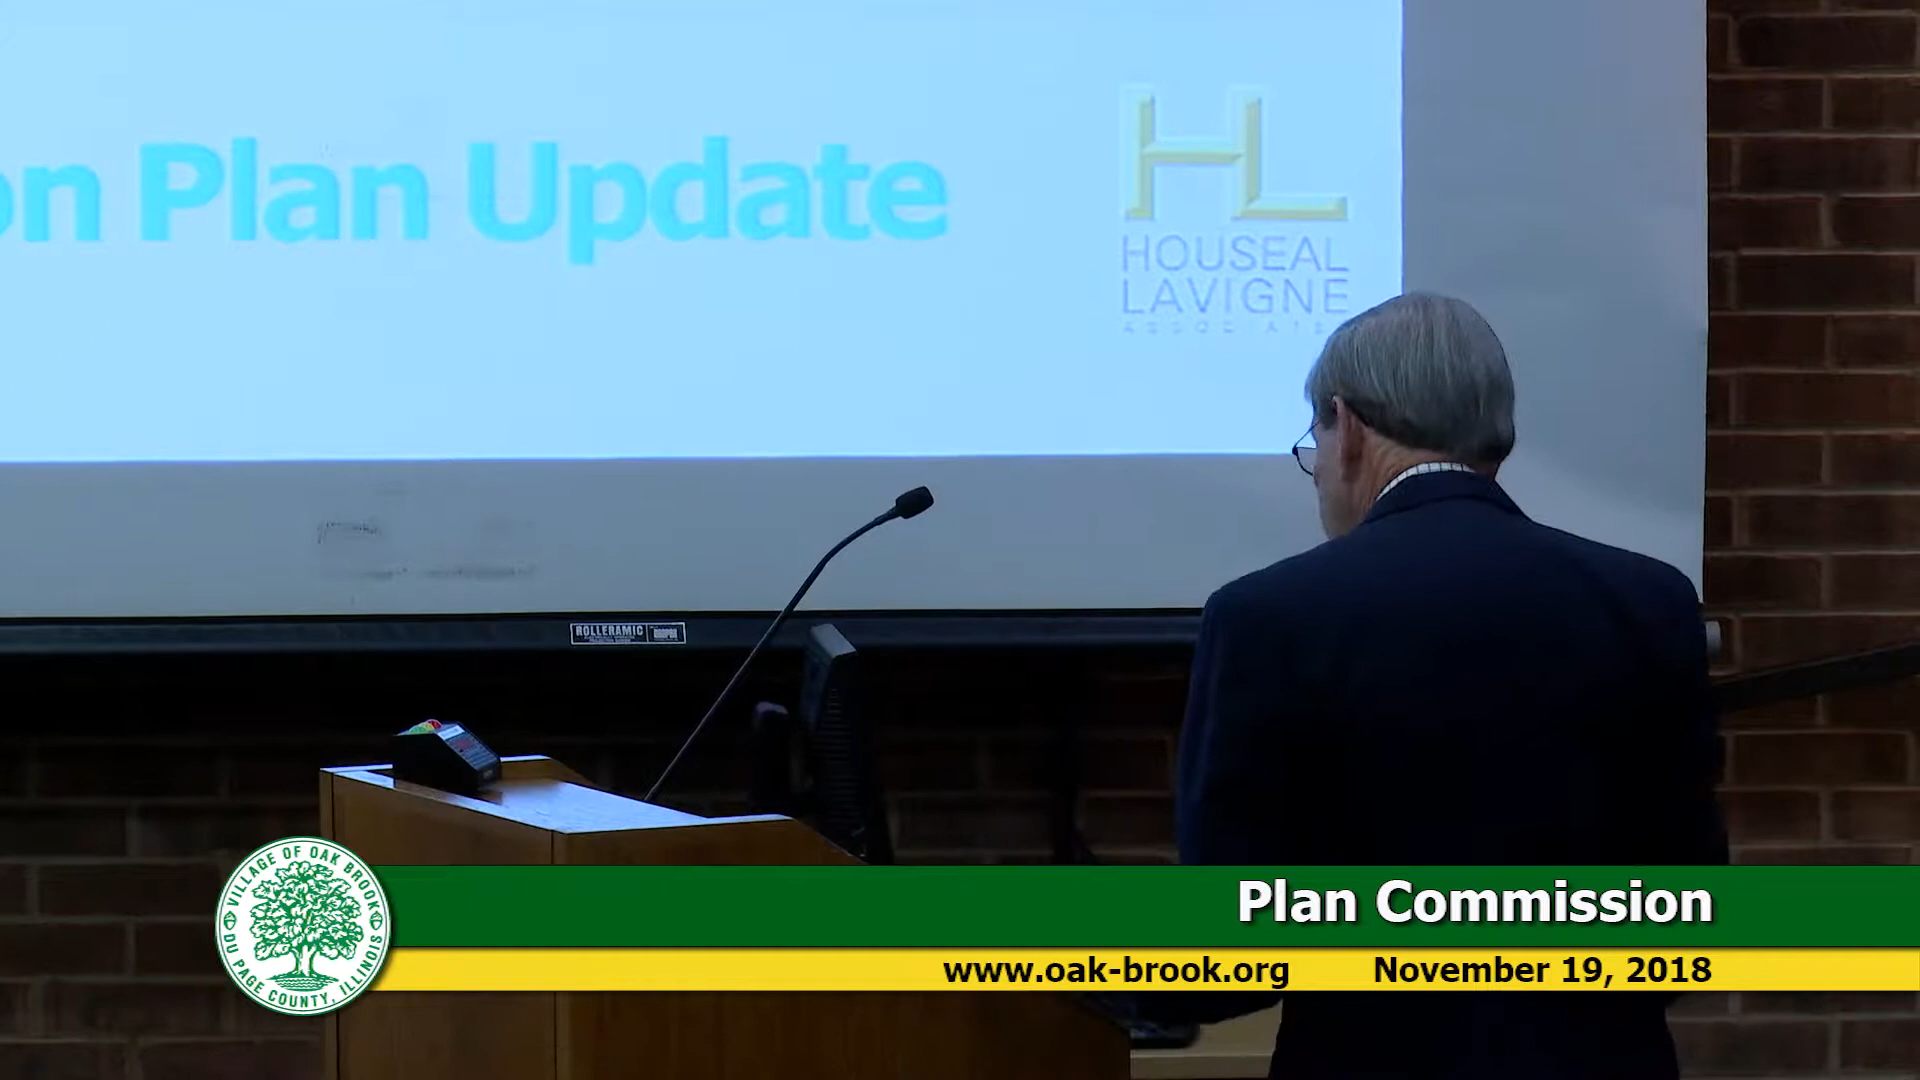 on Plan Update
HL
HOUSEAL
LAVIGNE
ROLLERAMIC
VILLAGE OF OAK BROOK
DU PAGE COUNTY, ILLINOIS
Plan Commission
www.oak-brook.org
November 19, 2018